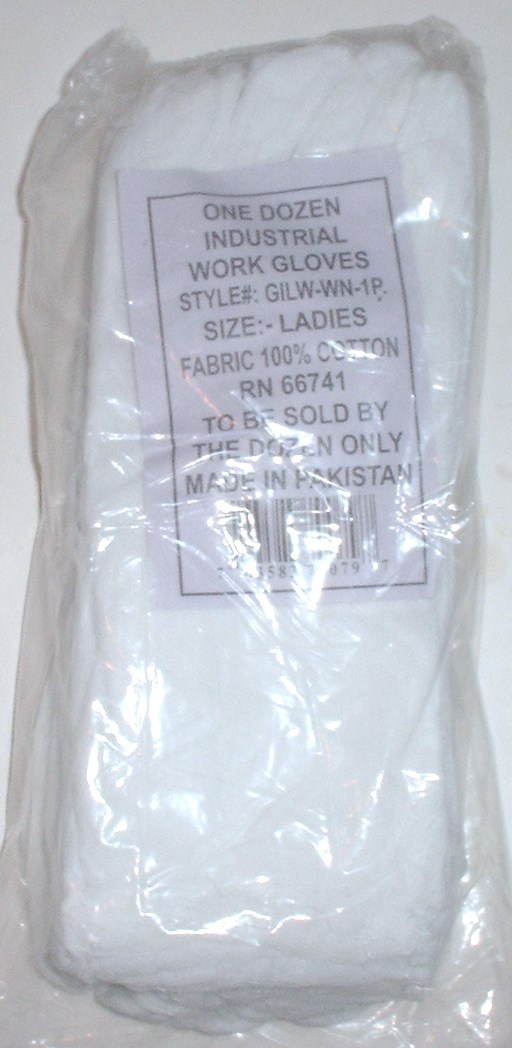 ONE DOZEN
INDUSTRIAL
WORK GLOVES
STYLE#: GILW-WN-1P.
SIZE:- LADIES
FABRIC 100% COTTON
RN 66741
TO BE SOLD BY
THE DOZEN ONLY
MADE IN PAKISTAN